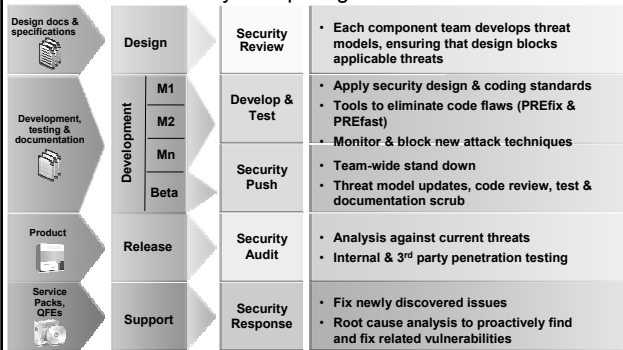 Design docs &
specifications
Design
Security
Review
• Each component team develops threat
models, ensuring that design blocks
applicable threats
Development,
testing &
documentation
Development
M1
M2
Mn
Beta
Develop &
Test
• Apply security design & coding standards
• Tools to eliminate code flaws (PREfix &
PREfast)
• Monitor & block new attack techniques
Security
Push
• Team-wide stand down
• Threat model updates, code review, test &
documentation scrub
Product
Release
Security
Audit
• Analysis against current threats
• Internal & 3rd party penetration testing
Service
Packs,
QFEs
Support
Security
Response
• Fix newly discovered issues
• Root cause analysis to proactively find
and fix related vulnerabilities